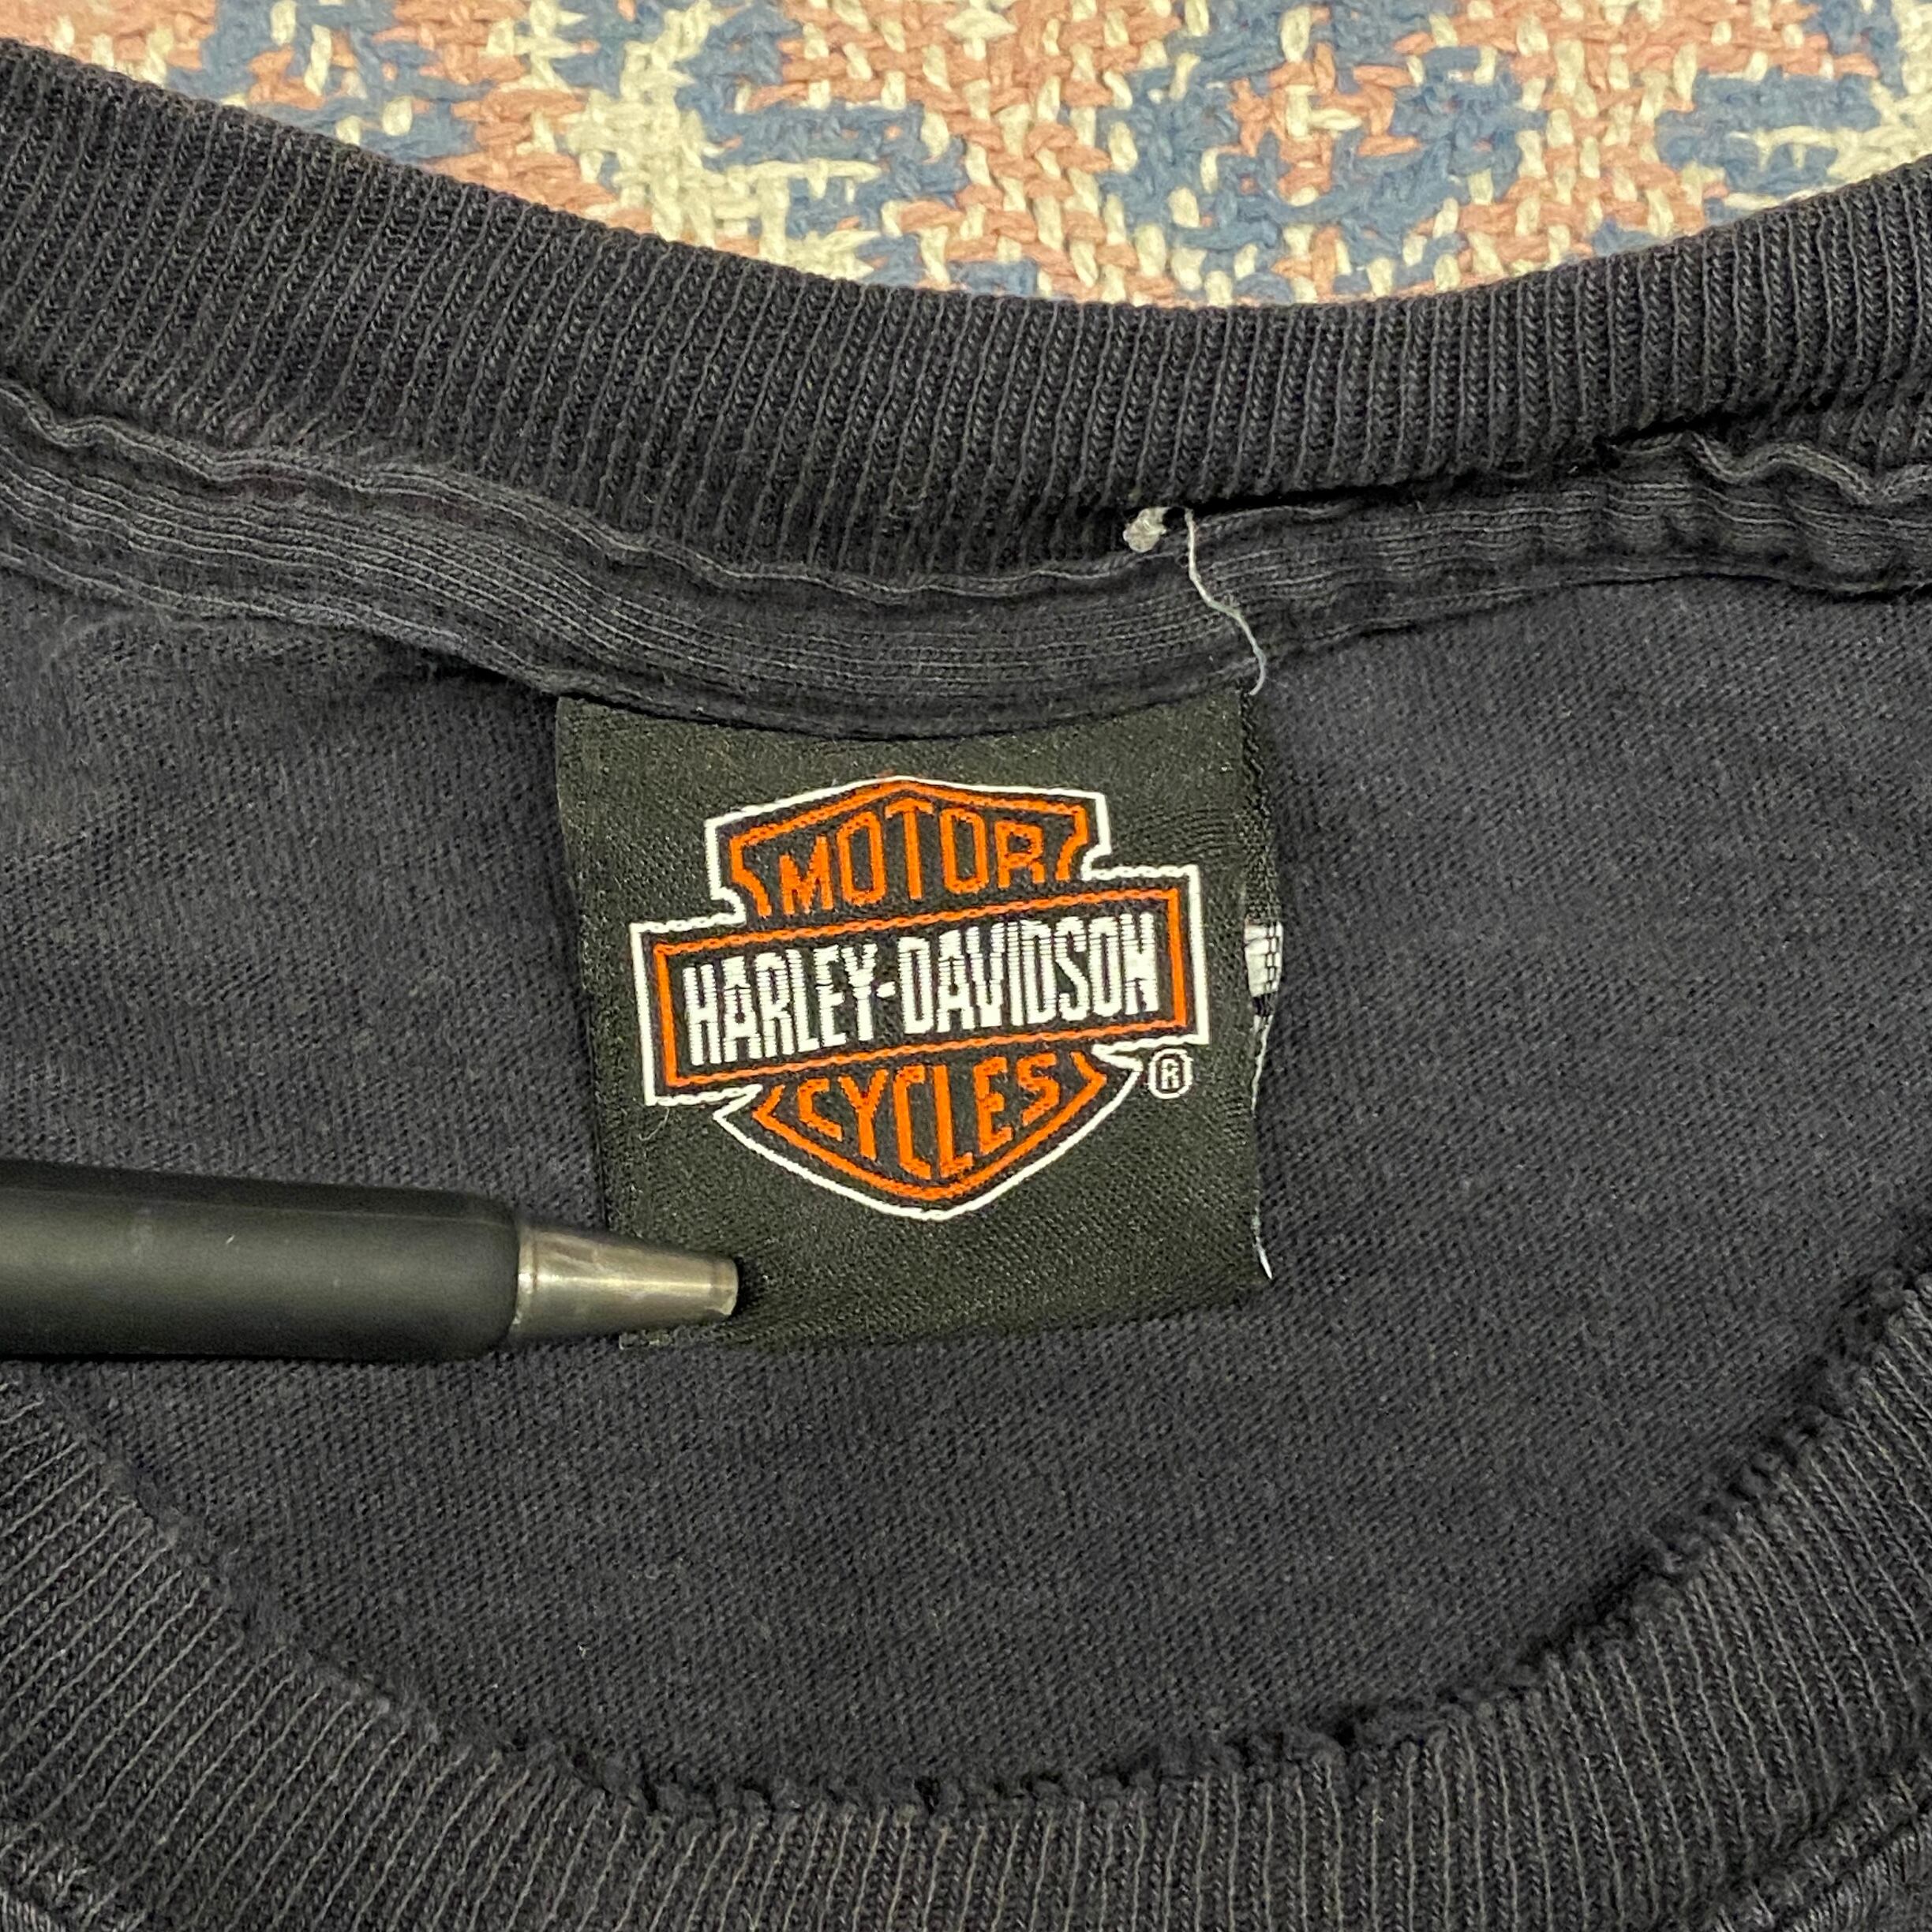 MOTOR
HARLEY-DAVIDSON
CYCLES
®